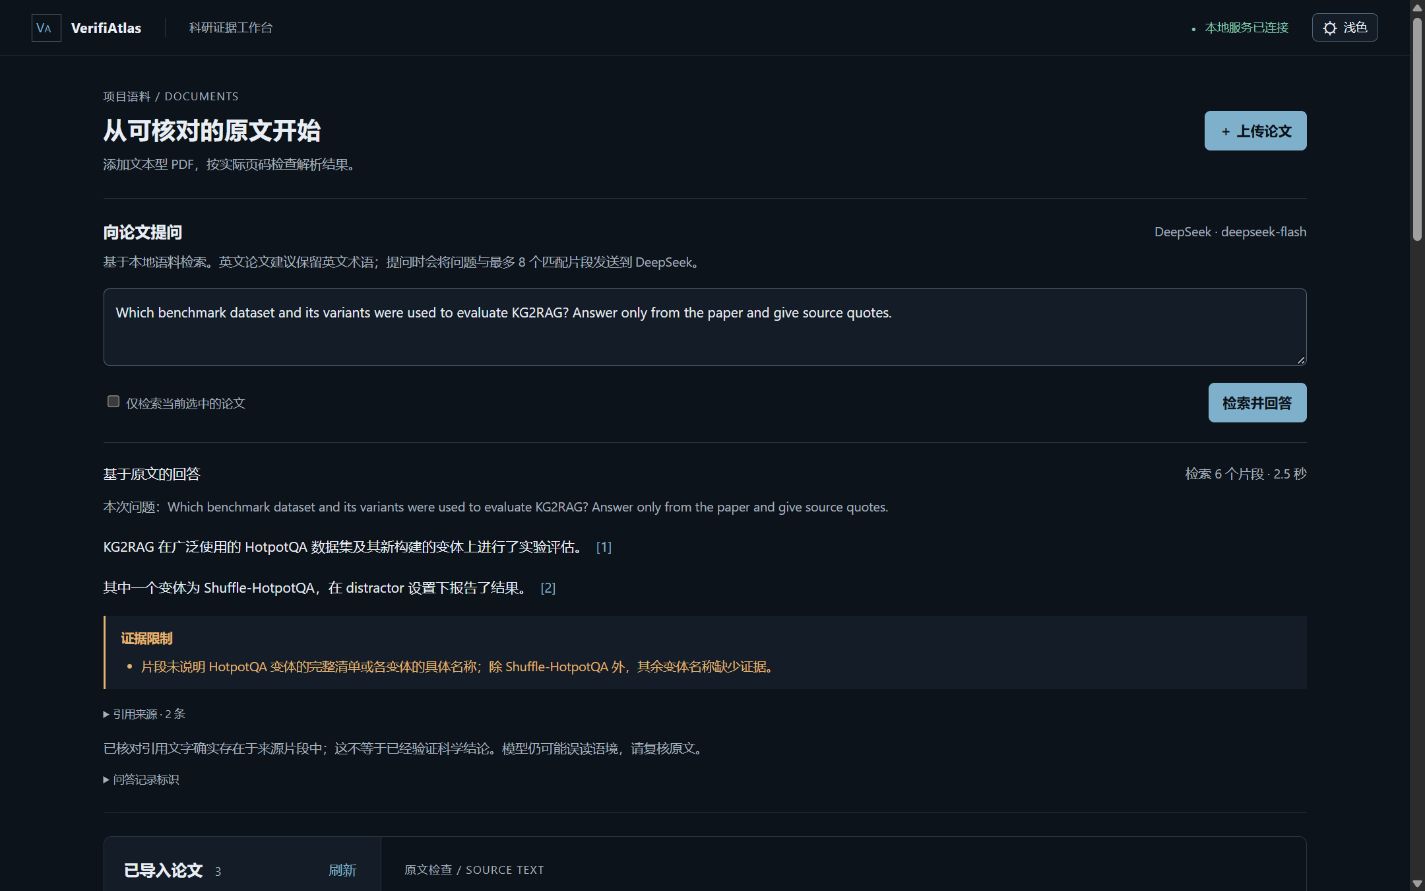 VA VerifiAtlas 科研证据工作台 • 本地服务已连接 浅色
项目语料 / DOCUMENTS
从可核对的原文开始
+ 上传论文
添加文本型 PDF，按实际页码检查解析结果。
向论文提问 DeepSeek · deepseek-flash
基于本地语料检索。英文论文建议保留英文术语；提问时会将问题与最多 8 个匹配片段发送到 DeepSeek。
Which benchmark dataset and its variants were used to evaluate KG2RAG? Answer only from the paper and give source quotes.
仅检索当前选中的论文 检索并回答
基于原文的回答 检索 6 个片段 · 2.5 秒
本次问题：Which benchmark dataset and its variants were used to evaluate KG2RAG? Answer only from the paper and give source quotes.
KG2RAG 在广泛使用的 HotpotQA 数据集及其新构建的变体上进行了实验评估。 [1]
其中一个变体为 Shuffle-HotpotQA，在 distractor 设置下报告了结果。 [2]
证据限制
• 片段未说明 HotpotQA 变体的完整清单或各变体的具体名称；除 Shuffle-HotpotQA 外，其余变体名称缺少证据。
▶ 引用来源 · 2 条
已核对引用文字确实存在于来源片段中；这不等于已经验证科学结论。模型仍可能误读语境，请复核原文。
▶ 问答记录标识
已导入论文 3 刷新 原文检查 / SOURCE TEXT